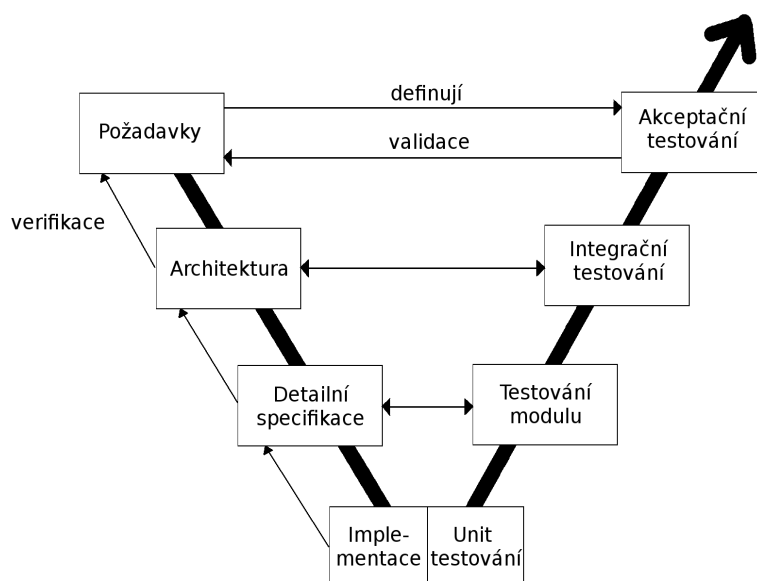 definují
Požadavky
Akceptační
testování
validace
verifikace
Architektura
Integrační
testování
Detailní
specifikace
Testování
modulu
Imple-
mentace
Unit
testování